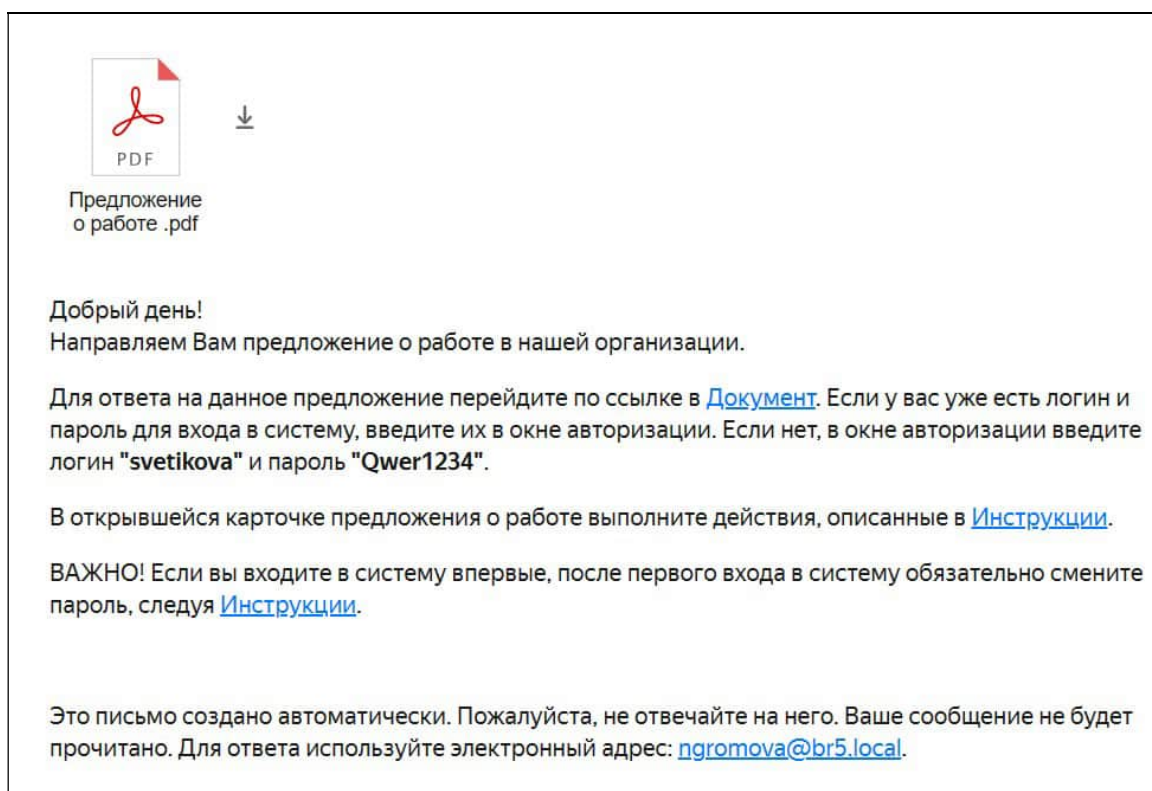 PDF
Предложение
о работе .pdf
Добрый день!
Направляем Вам предложение о работе в нашей организации.
Для ответа на данное предложение перейдите по ссылке в Документ. Если у вас уже есть логин и
пароль для входа в систему, введите их в окне авторизации. Если нет, в окне авторизации введите
логин "svetikova" и пароль "Qwer1234".
В открывшейся карточке предложения о работе выполните действия, описанные в Инструкции.
ВАЖНО! Если вы входите в систему впервые, после первого входа в систему обязательно смените
пароль, следуя Инструкции.
Это письмо создано автоматически. Пожалуйста, не отвечайте на него. Ваше сообщение не будет
прочитано. Для ответа используйте электронный адрес: ngromova@br5.local.